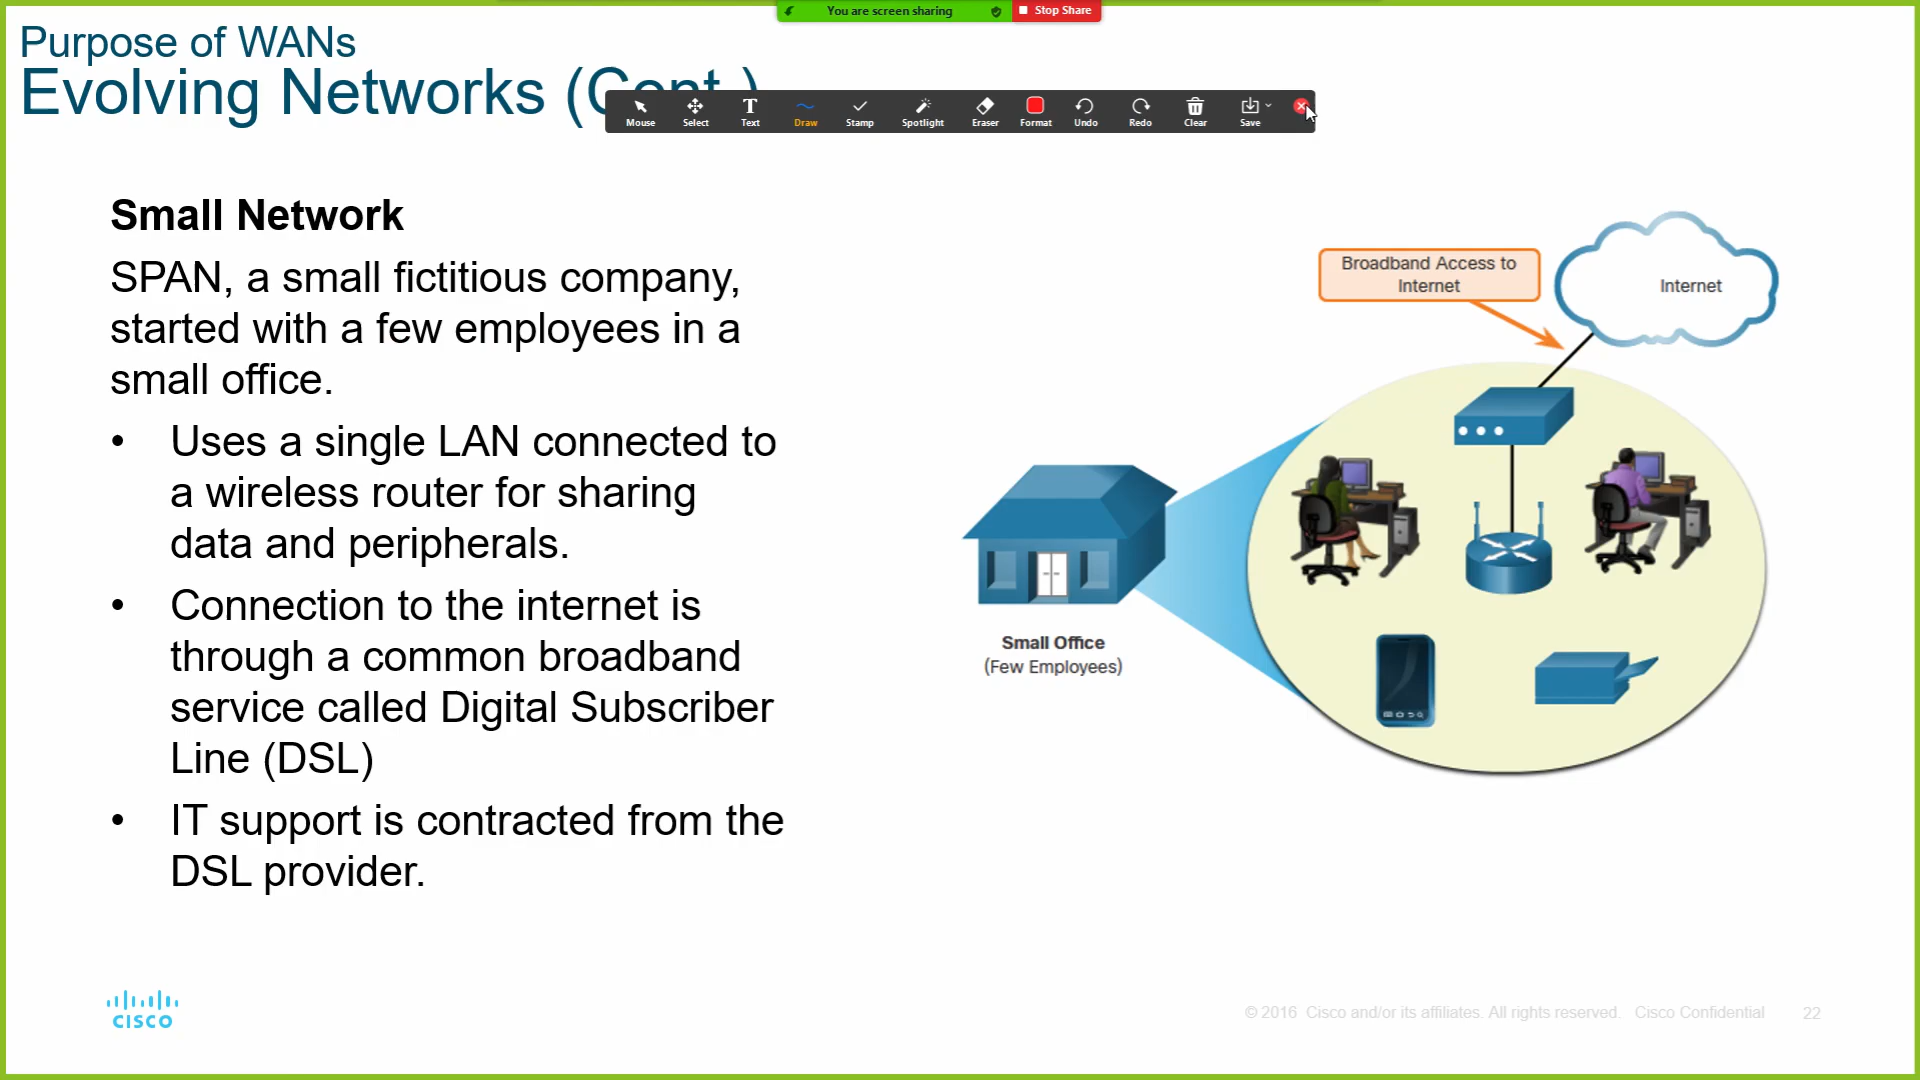 You are screen sharing
Stop Share
Purpose of WANs
Evolving Networks (Cont.)
Mouse
Select
Text
Draw
Stamp
Spotlight
Eraser
Format
Undo
Redo
Clear
Save
Small Network
SPAN, a small fictitious company,
started with a few employees in a
small office.
• Uses a single LAN connected to
a wireless router for sharing
data and peripherals.
• Connection to the internet is
through a common broadband
service called Digital Subscriber
Line (DSL)
• IT support is contracted from the
DSL provider.
Broadband Access to
Internet
Internet
Small Office
(Few Employees)
CISCO
© 2016 Cisco and/or its affiliates. All rights reserved. Cisco Confidential
22